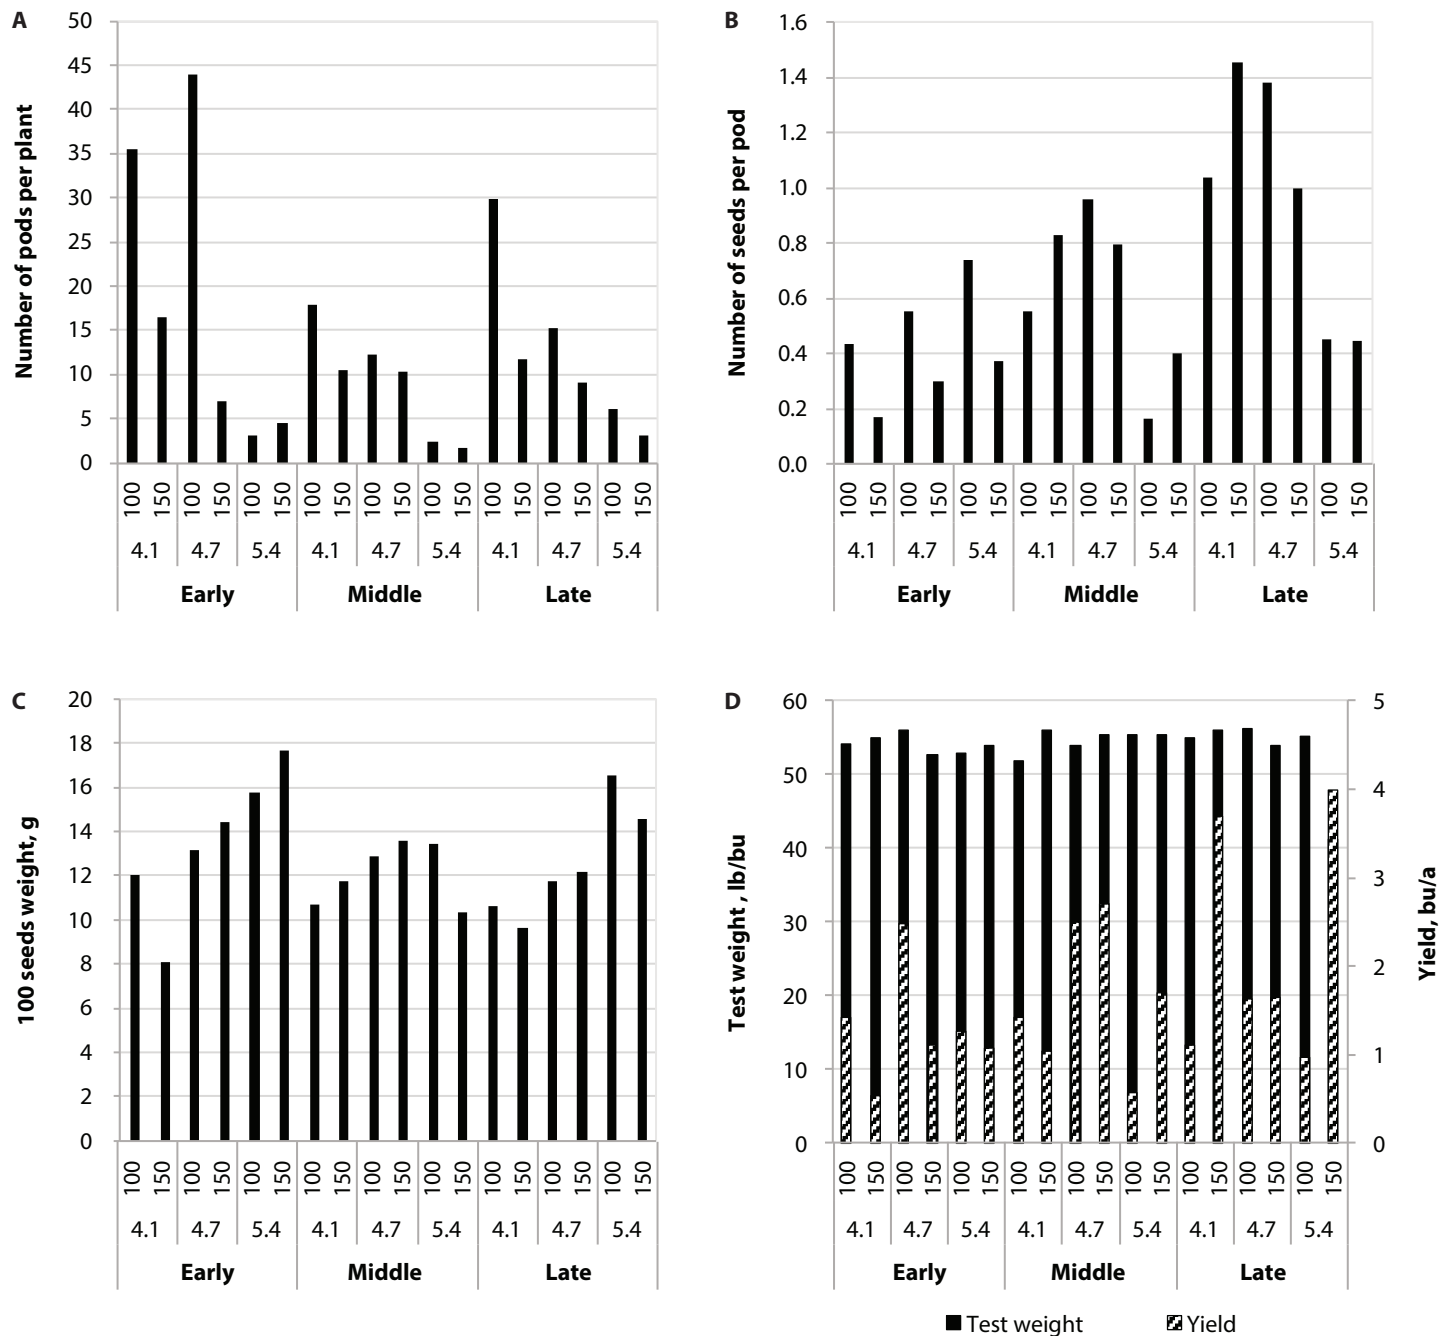 A
Number of pods per plant
50
45
40
35
30
25
20
15
10
5
0
100 150 100 150 100 150 100 150 100 150 100 150 100 150 100 150 100 150
4.1 4.7 5.4 4.1 4.7 5.4 4.1 4.7 5.4
Early Middle Late
B
Number of seeds per pod
1.6
1.4
1.2
1.0
0.8
0.6
0.4
0.2
0.0
100 150 100 150 100 150 100 150 100 150 100 150 100 150 100 150 100 150
4.1 4.7 5.4 4.1 4.7 5.4 4.1 4.7 5.4
Early Middle Late
C
100 seeds weight, g
20
18
16
14
12
10
8
6
4
2
0
100 150 100 150 100 150 100 150 100 150 100 150 100 150 100 150 100 150
4.1 4.7 5.4 4.1 4.7 5.4 4.1 4.7 5.4
Early Middle Late
D
Test weight , lb/bu
60
50
40
30
20
10
0
5
4
3
2
1
0
Yield, bu/a
100 150 100 150 100 150 100 150 100 150 100 150 100 150 100 150 100 150
4.1 4.7 5.4 4.1 4.7 5.4 4.1 4.7 5.4
Early Middle Late
Test weight Yield